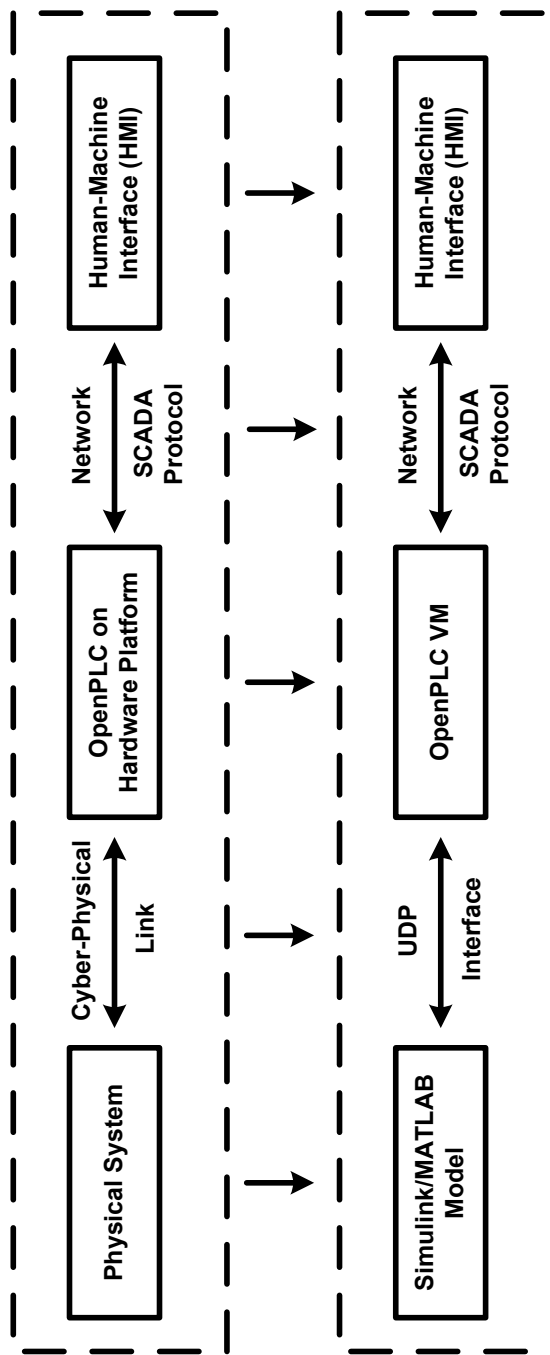 Physical System
Cyber-Physical
Link
OpenPLC on
Hardware Platform
Network
SCADA
Protocol
Human-Machine
Interface (HMI)
Simulink/MATLAB
Model
UDP
Interface
OpenPLC VM
Network
SCADA
Protocol
Human-Machine
Interface (HMI)